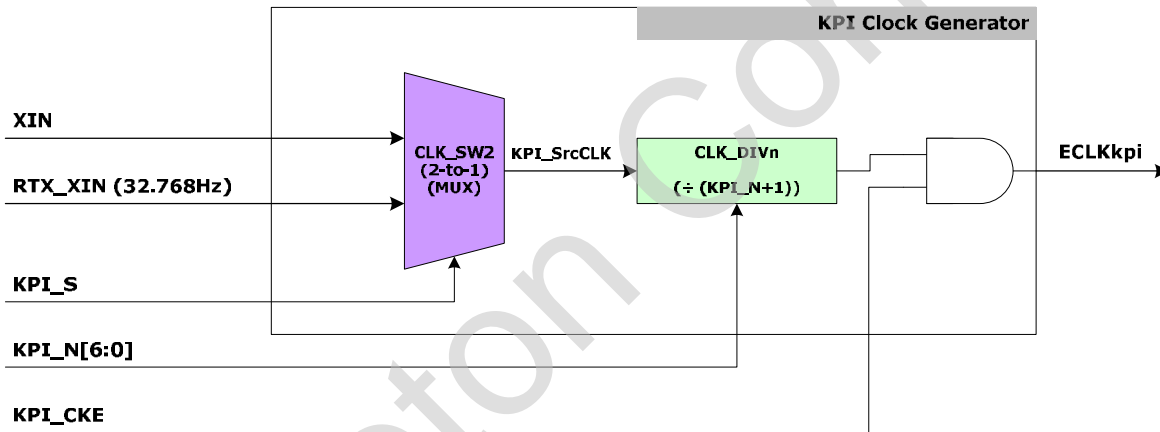 KPI Clock Generator
XIN
CLK_SW2
(2-to-1)
(MUX)
KPI_SrcCLK
CLK_DIVn
(÷ (KPI_N+1))
ECLKkpi
RTX_XIN (32.768Hz)
KPI_S
KPI_N[6:0]
KPI_CKE